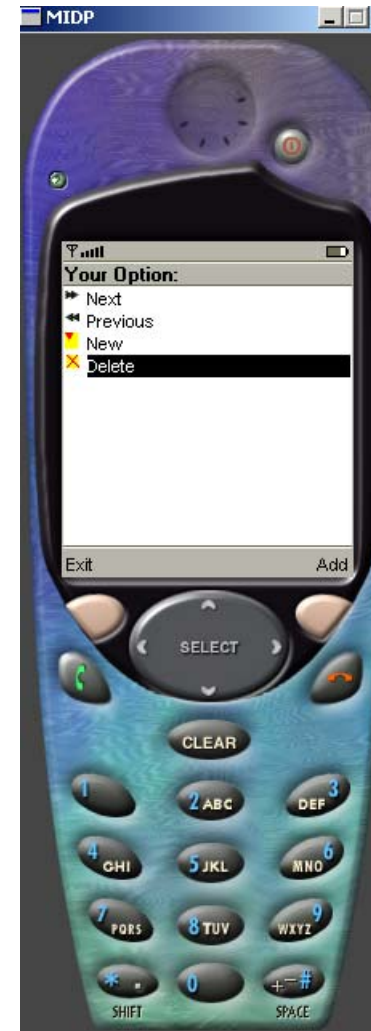 MIDP
Your Option:
Next
Previous
New
Delete
Exit Add
SELECT
CLEAR
1 2 ABC DEF 3
4 GHI 5 JKL MNO 6
7 PQRS 8 TUV WXYZ 9
* . 0 +-#
SHIFT SPACE